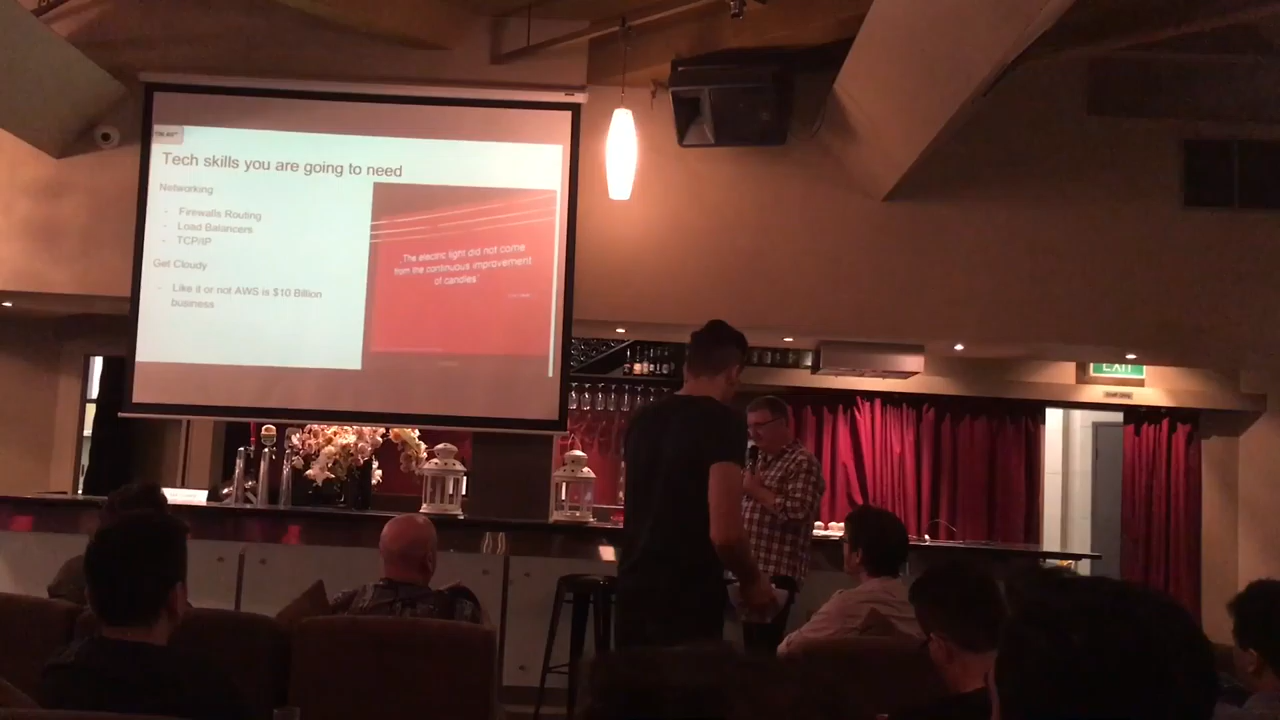 Tech skills you are going to need
Networking
- Firewalls Routing
- Load Balancers
- TCP/IP
Get Cloudy
- Like it or not AWS is $10 Billion
business
„The electric light did not come
from the continuous improvement
of candles"
EXIT